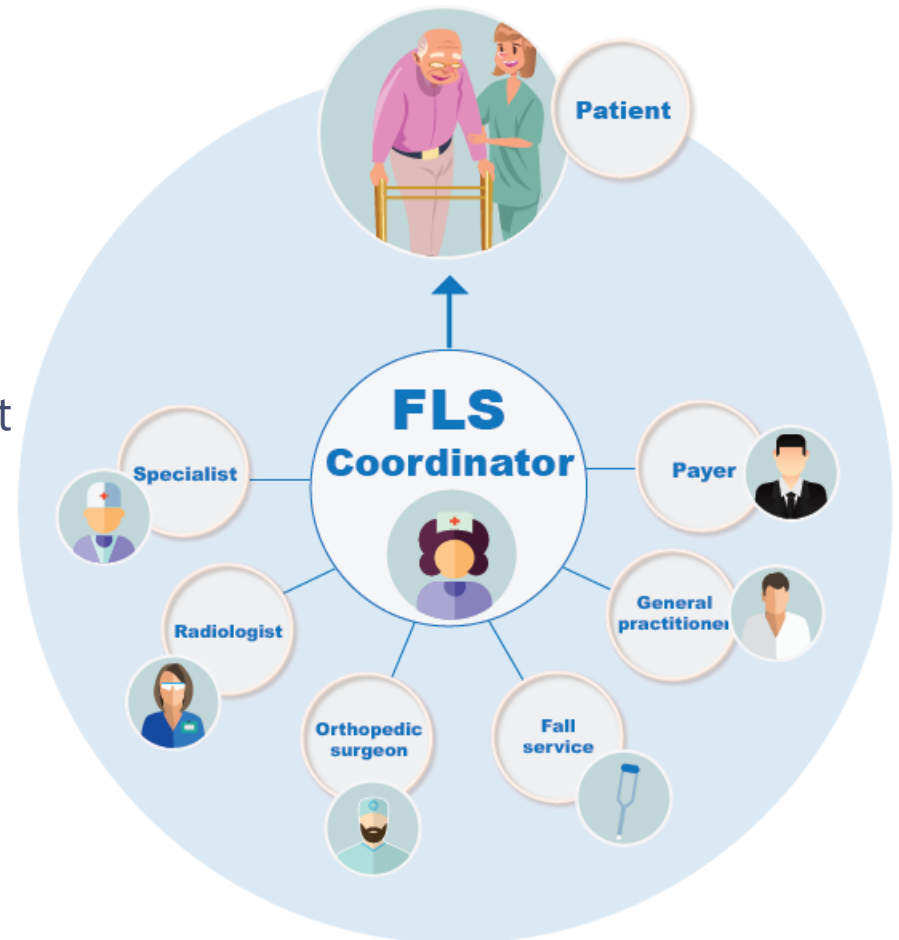 Patient
FLS
Coordinator
t
Specialist
Payer
Radiologist
General
practitioner
Orthopedic
surgeon
Fall
service